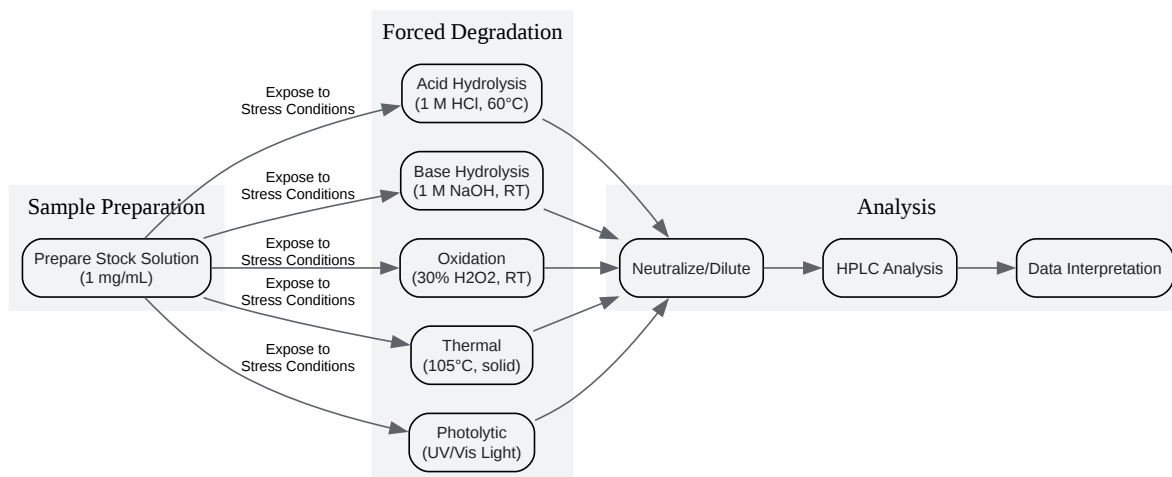 Sample Preparation
Prepare Stock Solution
(1 mg/mL)
Expose to
Stress Conditions
Expose to
Stress Conditions
Expose to
Stress Conditions
Expose to
Stress Conditions
Expose to
Stress Conditions
Forced Degradation
Acid Hydrolysis
(1 M HCl, 60°C)
Base Hydrolysis
(1 M NaOH, RT)
Oxidation
(30% H2O2, RT)
Thermal
(105°C, solid)
Photolytic
(UV/Vis Light)
Analysis
Neutralize/Dilute
HPLC Analysis
Data Interpretation